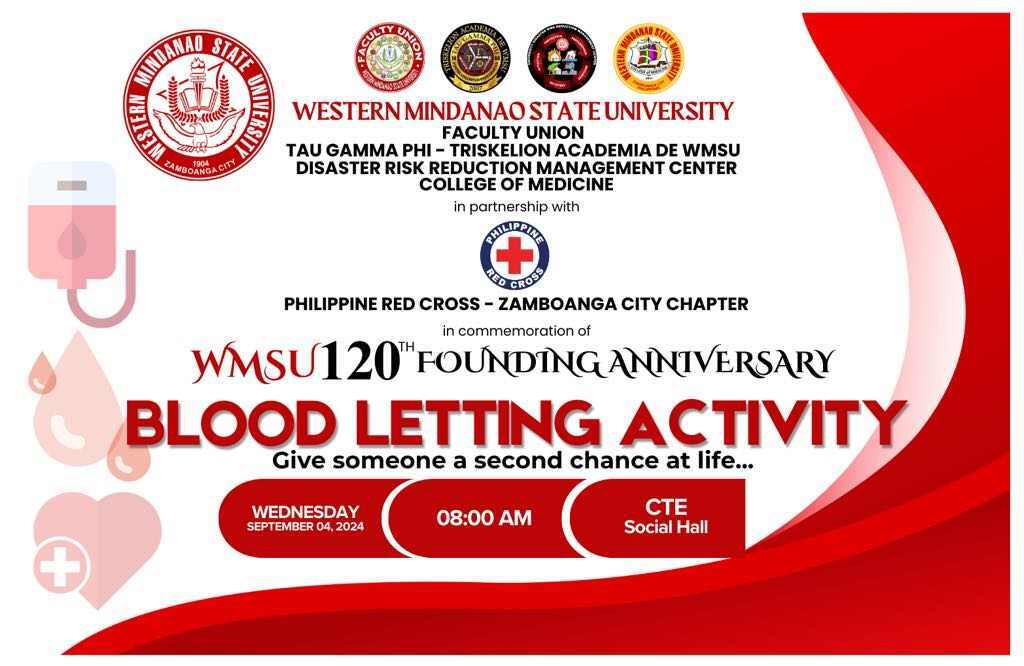 WESTERN MINDANAO STATE UNIVERSITY
1904
ZAMBOANGA CITY
FACULTY UNION
WESTERN MINDANAO STATE UNIVERSITY
FACULTY UNION
TAU GAMMA PHI – TRISKELION ACADEMIA DE WMSU
DISASTER RISK REDUCTION MANAGEMENT CENTER
COLLEGE OF MEDICINE
in partnership with
PHILIPPINE
RED CROSS
PHILIPPINE RED CROSS – ZAMBOANGA CITY CHAPTER
in commemoration of
WMSU 120TH FOUNDING ANNIVERSARY
BLOOD LETTING ACTIVITY
Give someone a second chance at life...
WEDNESDAY
SEPTEMBER 04, 2024
08:00 AM
CTE
Social Hall